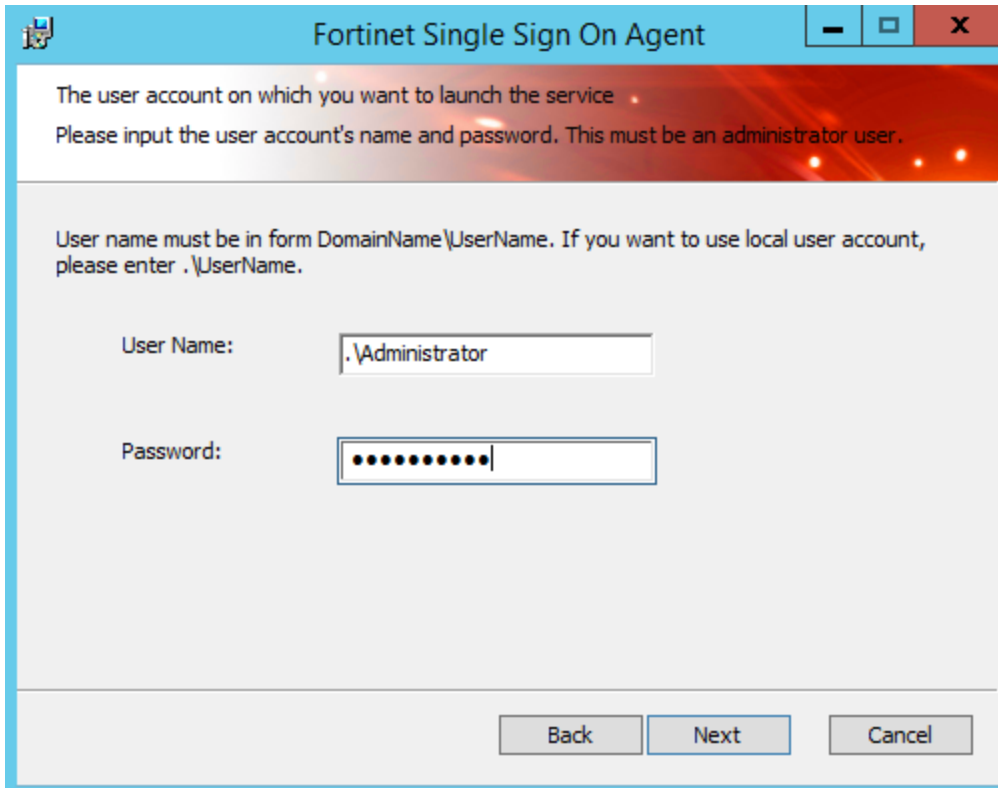 Fortinet Single Sign On Agent
The user account on which you want to launch the service
Please input the user account's name and password. This must be an administrator user.
User name must be in form DomainName\UserName. If you want to use local user account,
please enter .\UserName.
User Name:
.\Administrator
Password:
●●●●●●●●●●
Back Next Cancel